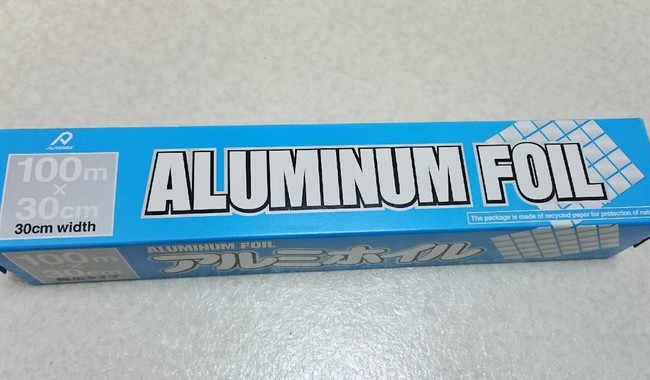 100m
×
30cm
30cm width
ALUMINUM FOIL
The package is made of recycled paper for protection of
100m
ALUMINUM FOIL
アルミホイル